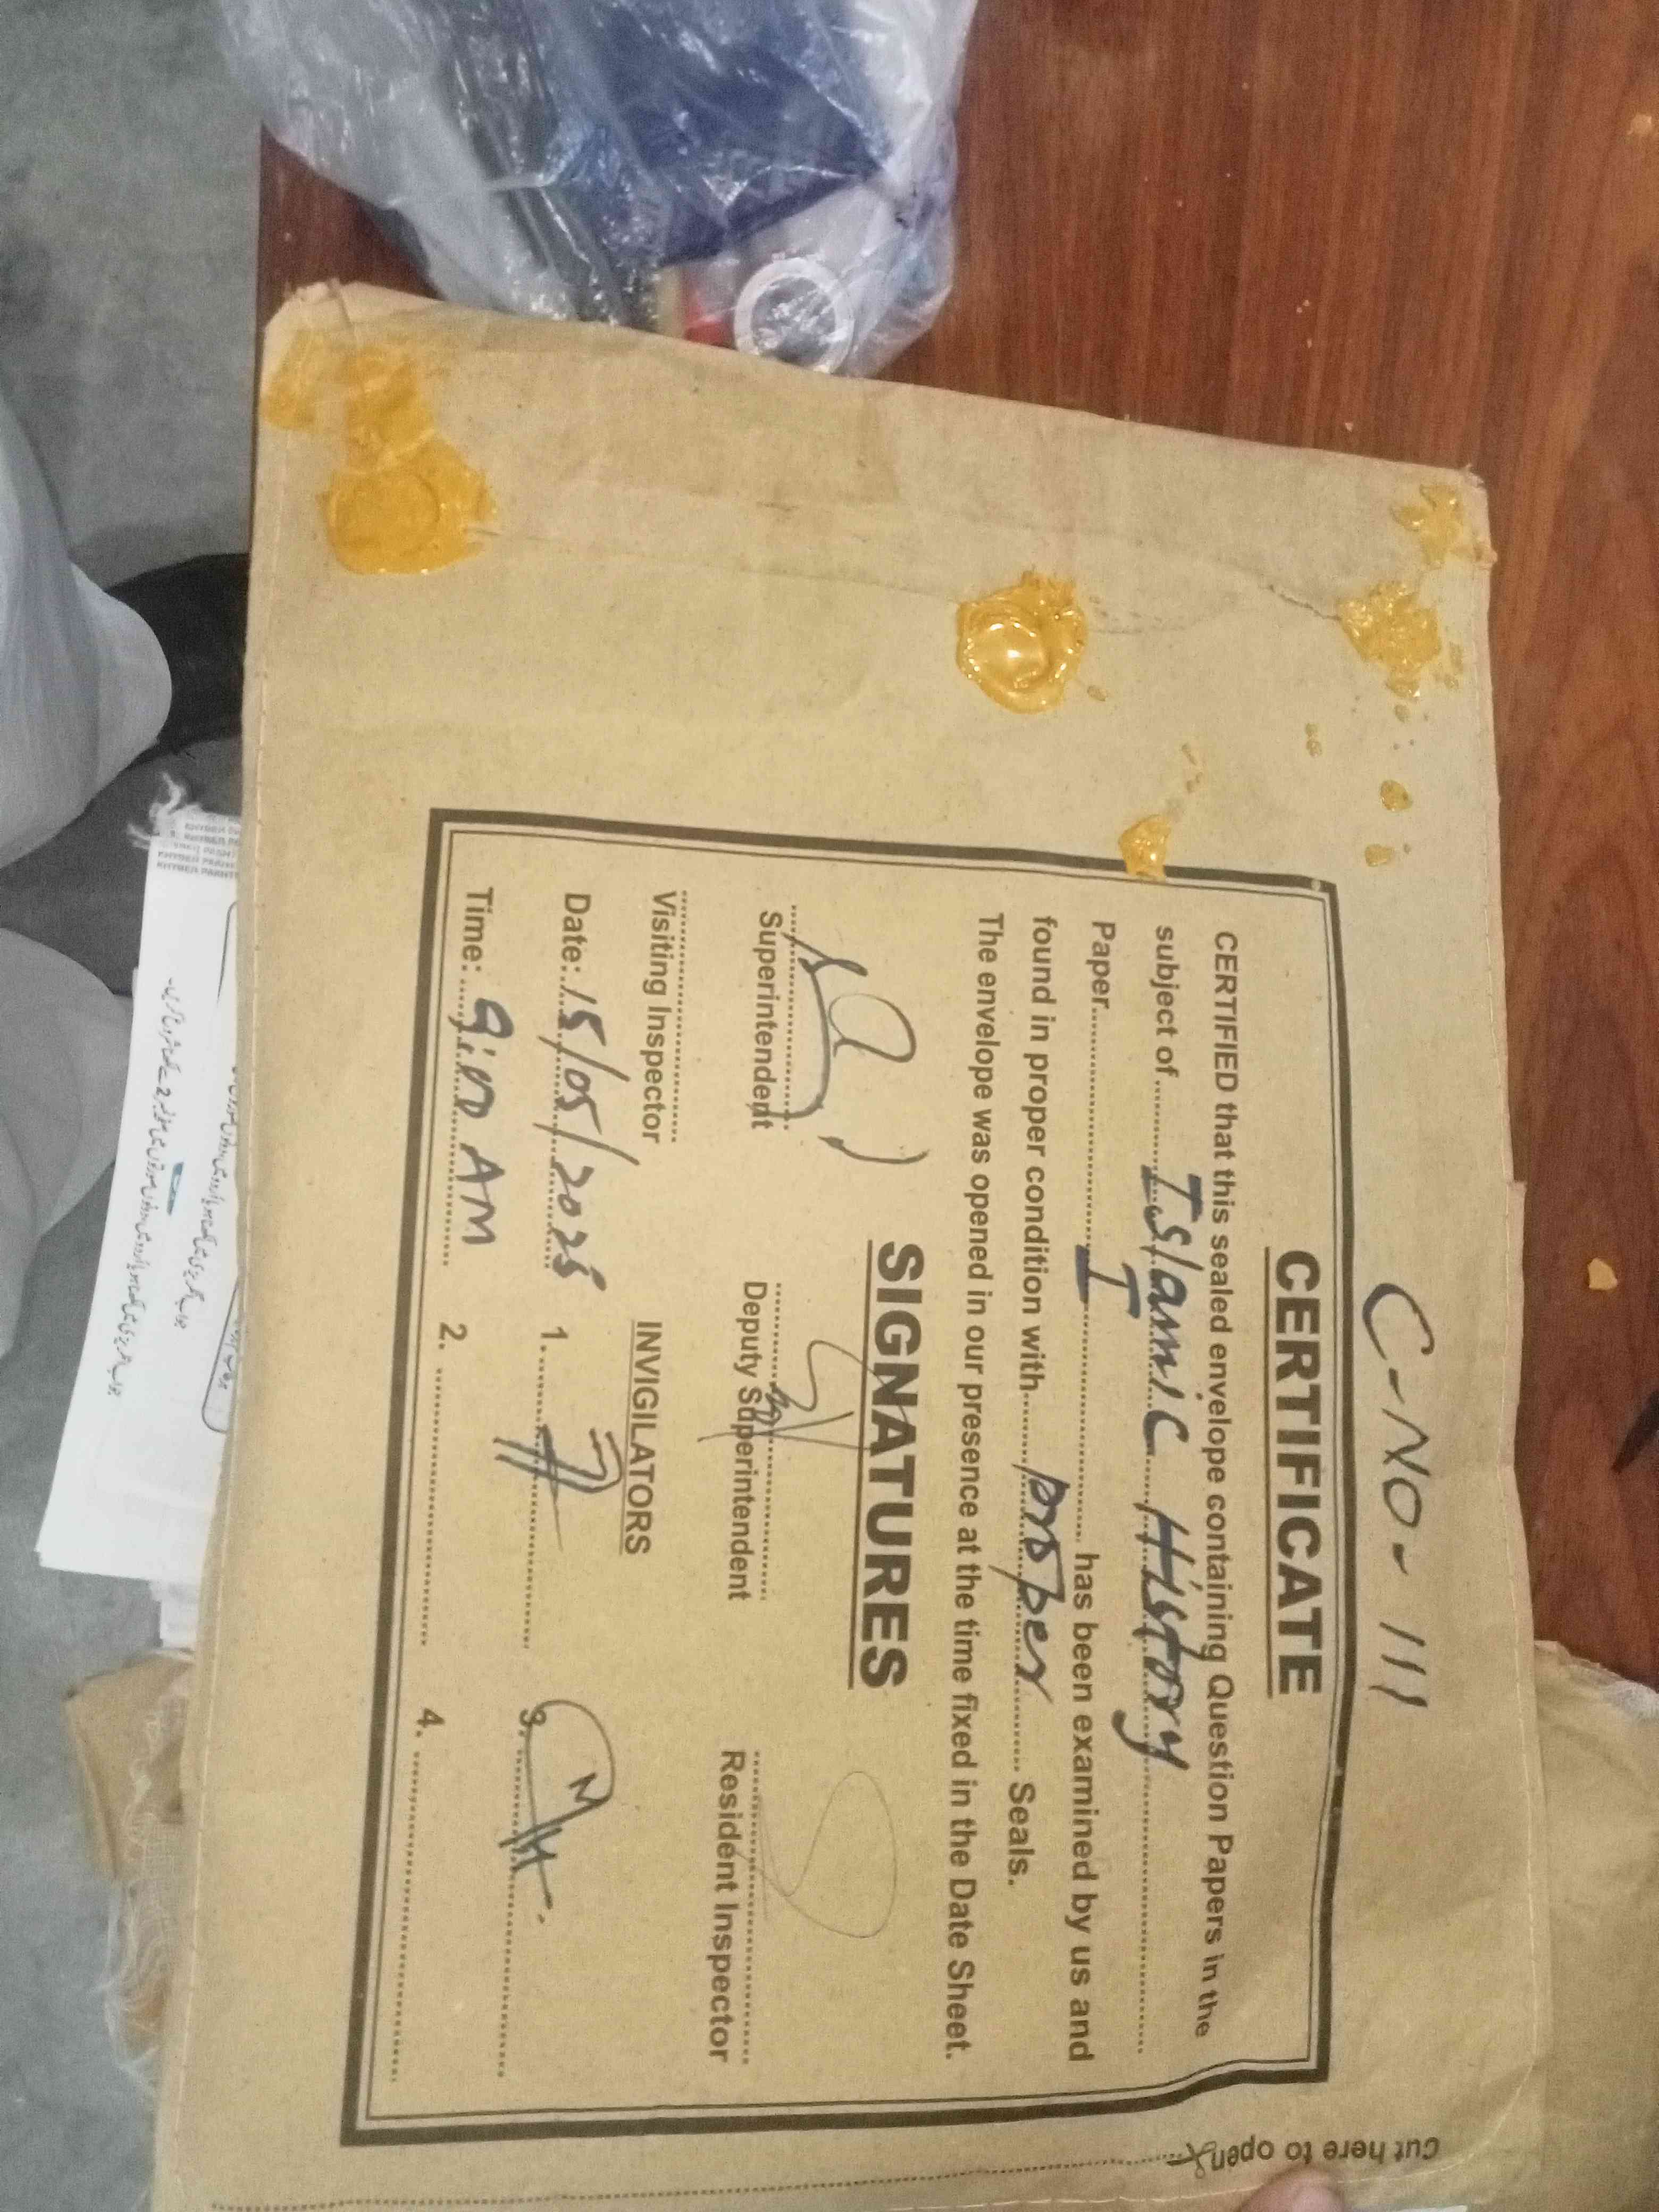 C-NO- 111
CERTIFICATE
CERTIFIED that this sealed envelope containing Question Papers in the
subject of Islamic History
Paper I has been examined by us and
found in proper condition with proper Seals.
The envelope was opened in our presence at the time fixed in the Date Sheet.
SIGNATURES
Superintendent Deputy Superintendent Resident Inspector
Visiting Inspector INVIGILATORS
Date: 15/05/2025 1. 3.
Time: 9:00 AM 2. 4.
Cut here to open